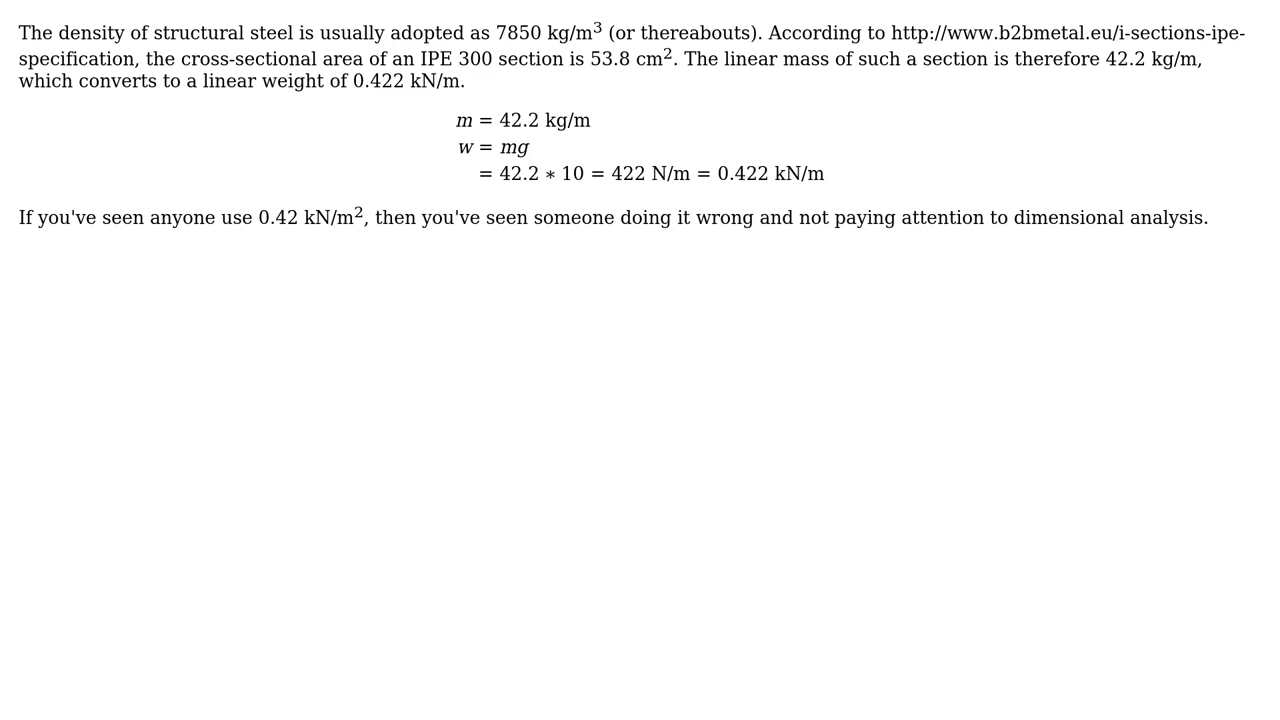 The density of structural steel is usually adopted as 7850 kg/m³ (or thereabouts). According to http://www.b2bmetal.eu/i-sections-ipe-
specification, the cross-sectional area of an IPE 300 section is 53.8 cm². The linear mass of such a section is therefore 42.2 kg/m,
which converts to a linear weight of 0.422 kN/m.
m = 42.2 kg/m
w = mg
= 42.2 ∗ 10 = 422 N/m = 0.422 kN/m
If you've seen anyone use 0.42 kN/m², then you've seen someone doing it wrong and not paying attention to dimensional analysis.